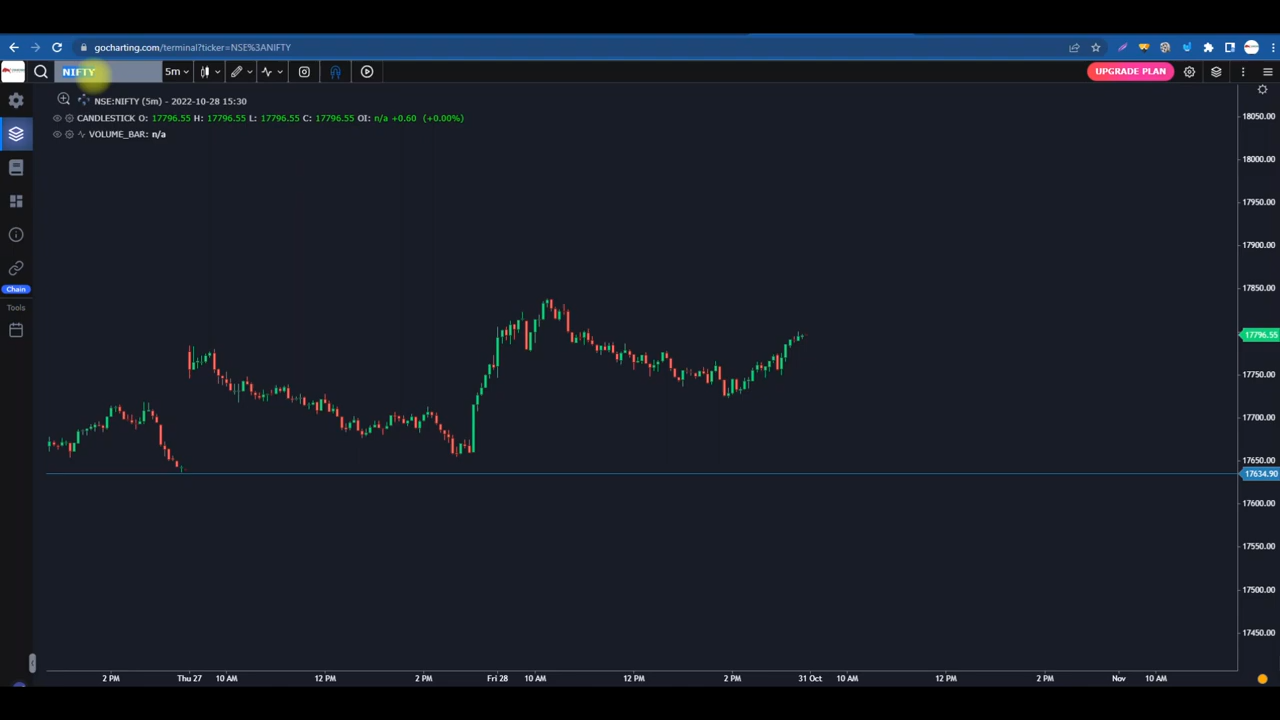 gocharting.com/terminal?ticker=NSE%3ANIFTY
NIFTY
5m
UPGRADE PLAN
NSE:NIFTY (5m) - 2022-10-28 15:30
CANDLESTICK O: 17796.55 H: 17796.55 L: 17796.55 C: 17796.55 OI: n/a +0.60 (+0.00%)
VOLUME_BAR: n/a
Chain
Tools
18050.00
18000.00
17950.00
17900.00
17850.00
17796.55
17750.00
17700.00
17650.00
17634.90
17600.00
17550.00
17500.00
17450.00
2 PM Thu 27 10 AM 12 PM 2 PM Fri 28 10 AM 12 PM 2 PM 31 Oct 10 AM 12 PM 2 PM Nov 10 AM